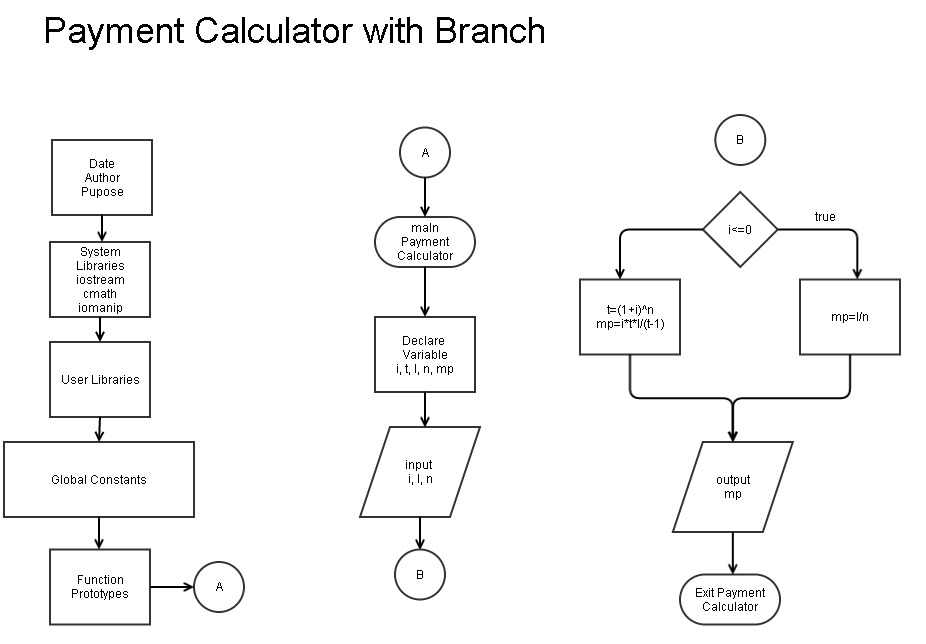 Payment Calculator with Branch
Date
Author
Pupose
System
Libraries
iostream
cmath
iomanip
User Libraries
Global Constants
Function
Prototypes
A
A
maIn
Payment
Calculator
Declare
Variable
i, t, l, n, mp
input
i, l, n
B
B
i<=0
true
t=(1+i)^n
mp=i*t*l/(t-1)
mp=l/n
output
mp
Exit Payment
Calculator